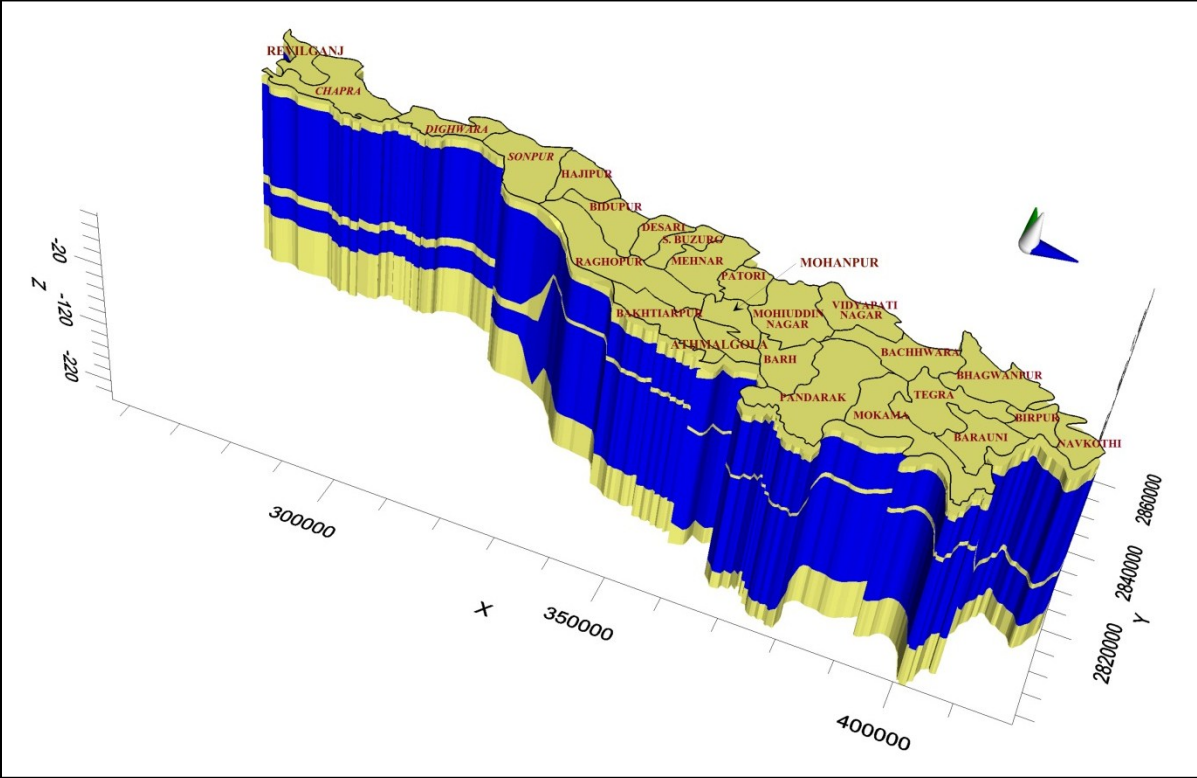 REVILGANJ
CHAPRA
DIGHWARA
SONPUR
HAJIPUR
BIDUPUR
DESARI
S. BUZURG
RAGHOPUR
MEHNAR
MOHANPUR
PATORI
BAKHTIARPUR
MOHIUDDIN
NAGAR
VIDYAPATI
NAGAR
ATHMALGOLA
BARH
BACHHWARA
BHAGWANPUR
PANDARAK
TEGRA
MOKAMA
BIRPUR
BARAUNI
NAVKOTHI
-20
-120
-220
Z
300000
X
350000
400000
2860000
2840000
Y
2820000